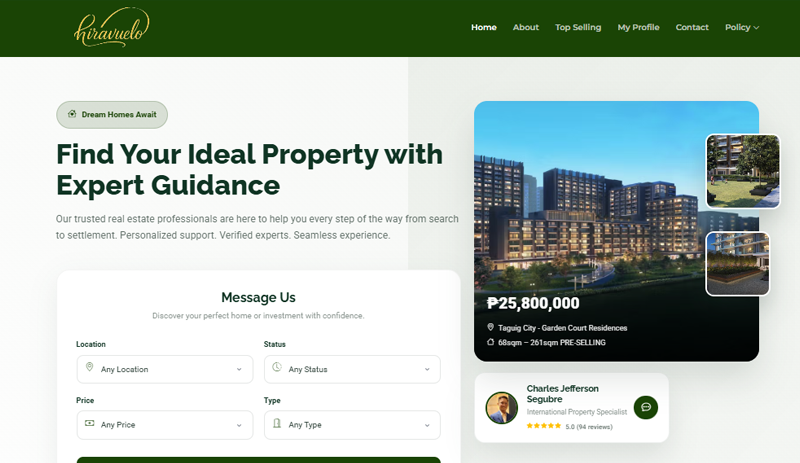 hiravuelo
Home About Top Selling My Profile Contact Policy
Dream Homes Await
Find Your Ideal Property with
Expert Guidance
Our trusted real estate professionals are here to help you every step of the way from search
to settlement. Personalized support. Verified experts. Seamless experience.
Message Us
Discover your perfect home or investment with confidence.
Location
Any Location
Status
Any Status
Price
Any Price
Type
Any Type
₱25,800,000
Taguig City - Garden Court Residences
68sqm – 261sqm PRE-SELLING
Charles Jefferson
Segubre
International Property Specialist
5.0 (94 reviews)